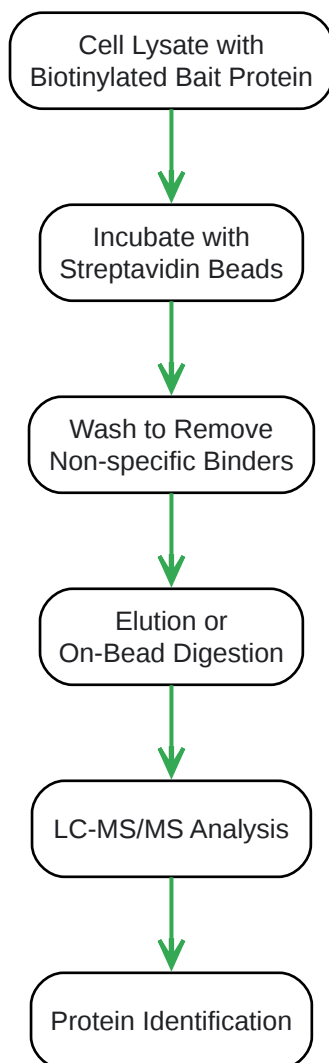 Cell Lysate with
Biotinylated Bait Protein
Incubate with
Streptavidin Beads
Wash to Remove
Non-specific Binders
Elution or
On-Bead Digestion
LC-MS/MS Analysis
Protein Identification